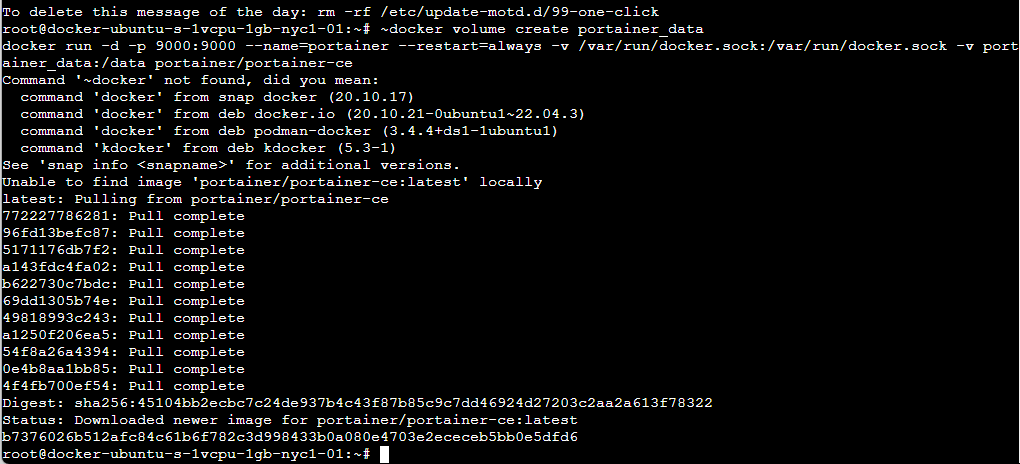 To delete this message of the day: rm -rf /etc/update-motd.d/99-one-click
root@docker-ubuntu-s-1vcpu-1gb-nyc1-01:~# ~docker volume create portainer_data
docker run -d -p 9000:9000 --name=portainer --restart=always -v /var/run/docker.sock:/var/run/docker.sock -v port
ainer_data:/data portainer/portainer-ce
Command '~docker' not found, did you mean:
  command 'docker' from snap docker (20.10.17)
  command 'docker' from deb docker.io (20.10.21-0ubuntu1~22.04.3)
  command 'docker' from deb podman-docker (3.4.4+ds1-1ubuntu1)
  command 'kdocker' from deb kdocker (5.3-1)
See 'snap info <snapname>' for additional versions.
Unable to find image 'portainer/portainer-ce:latest' locally
latest: Pulling from portainer/portainer-ce
772227786281: Pull complete
96fd13befc87: Pull complete
5171176db7f2: Pull complete
a143fdc4fa02: Pull complete
b622730c7bdc: Pull complete
69dd1305b74e: Pull complete
49818993c243: Pull complete
a1250f206ea5: Pull complete
54f8a26a4394: Pull complete
0e4b8aa1bb85: Pull complete
4f4fb700ef54: Pull complete
Digest: sha256:45104bb2ecbc7c24de937b4c43f87b85c9c7dd46924d27203c2aa2a613f78322
Status: Downloaded newer image for portainer/portainer-ce:latest
b7376026b512afc84c61b6f782c3d998433b0a080e4703e2ececeb5bb0e5dfd6
root@docker-ubuntu-s-1vcpu-1gb-nyc1-01:~#